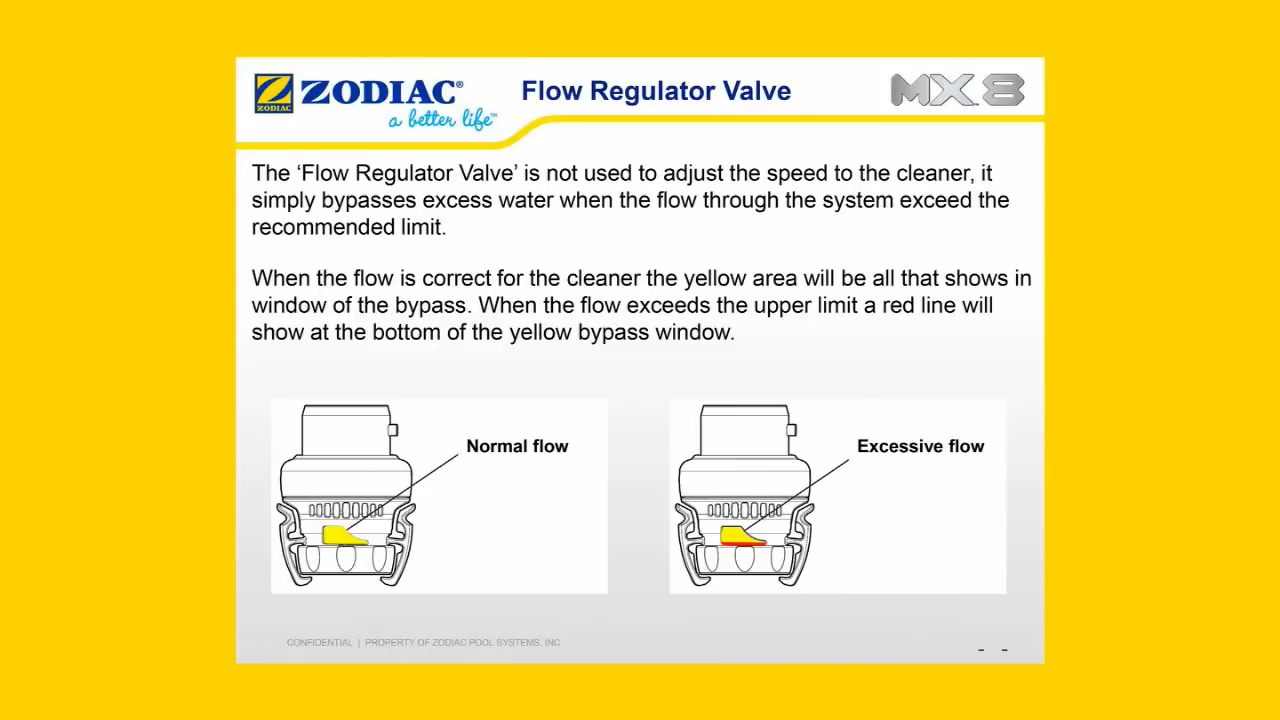 ZODIAC®
ZODIAC
a better life™
Flow Regulator Valve
MX8
The ‘Flow Regulator Valve’ is not used to adjust the speed to the cleaner, it
simply bypasses excess water when the flow through the system exceed the
recommended limit.
When the flow is correct for the cleaner the yellow area will be all that shows in
window of the bypass. When the flow exceeds the upper limit a red line will
show at the bottom of the yellow bypass window.
Normal flow
Excessive flow
CONFIDENTIAL | PROPERTY OF ZODIAC POOL SYSTEMS, INC
- -